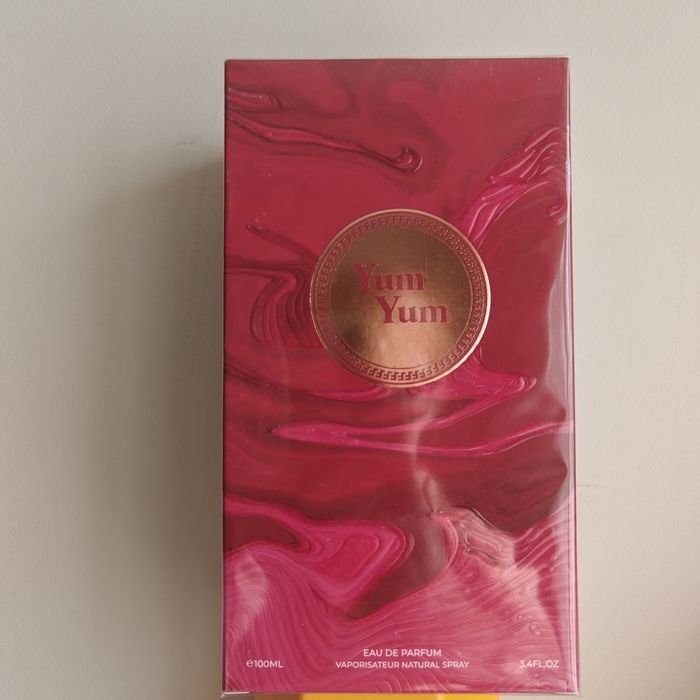 Yum
Yum
EAU DE PARFUM
℮100ML VAPORISATEUR NATURAL SPRAY 3.4FL,OZ